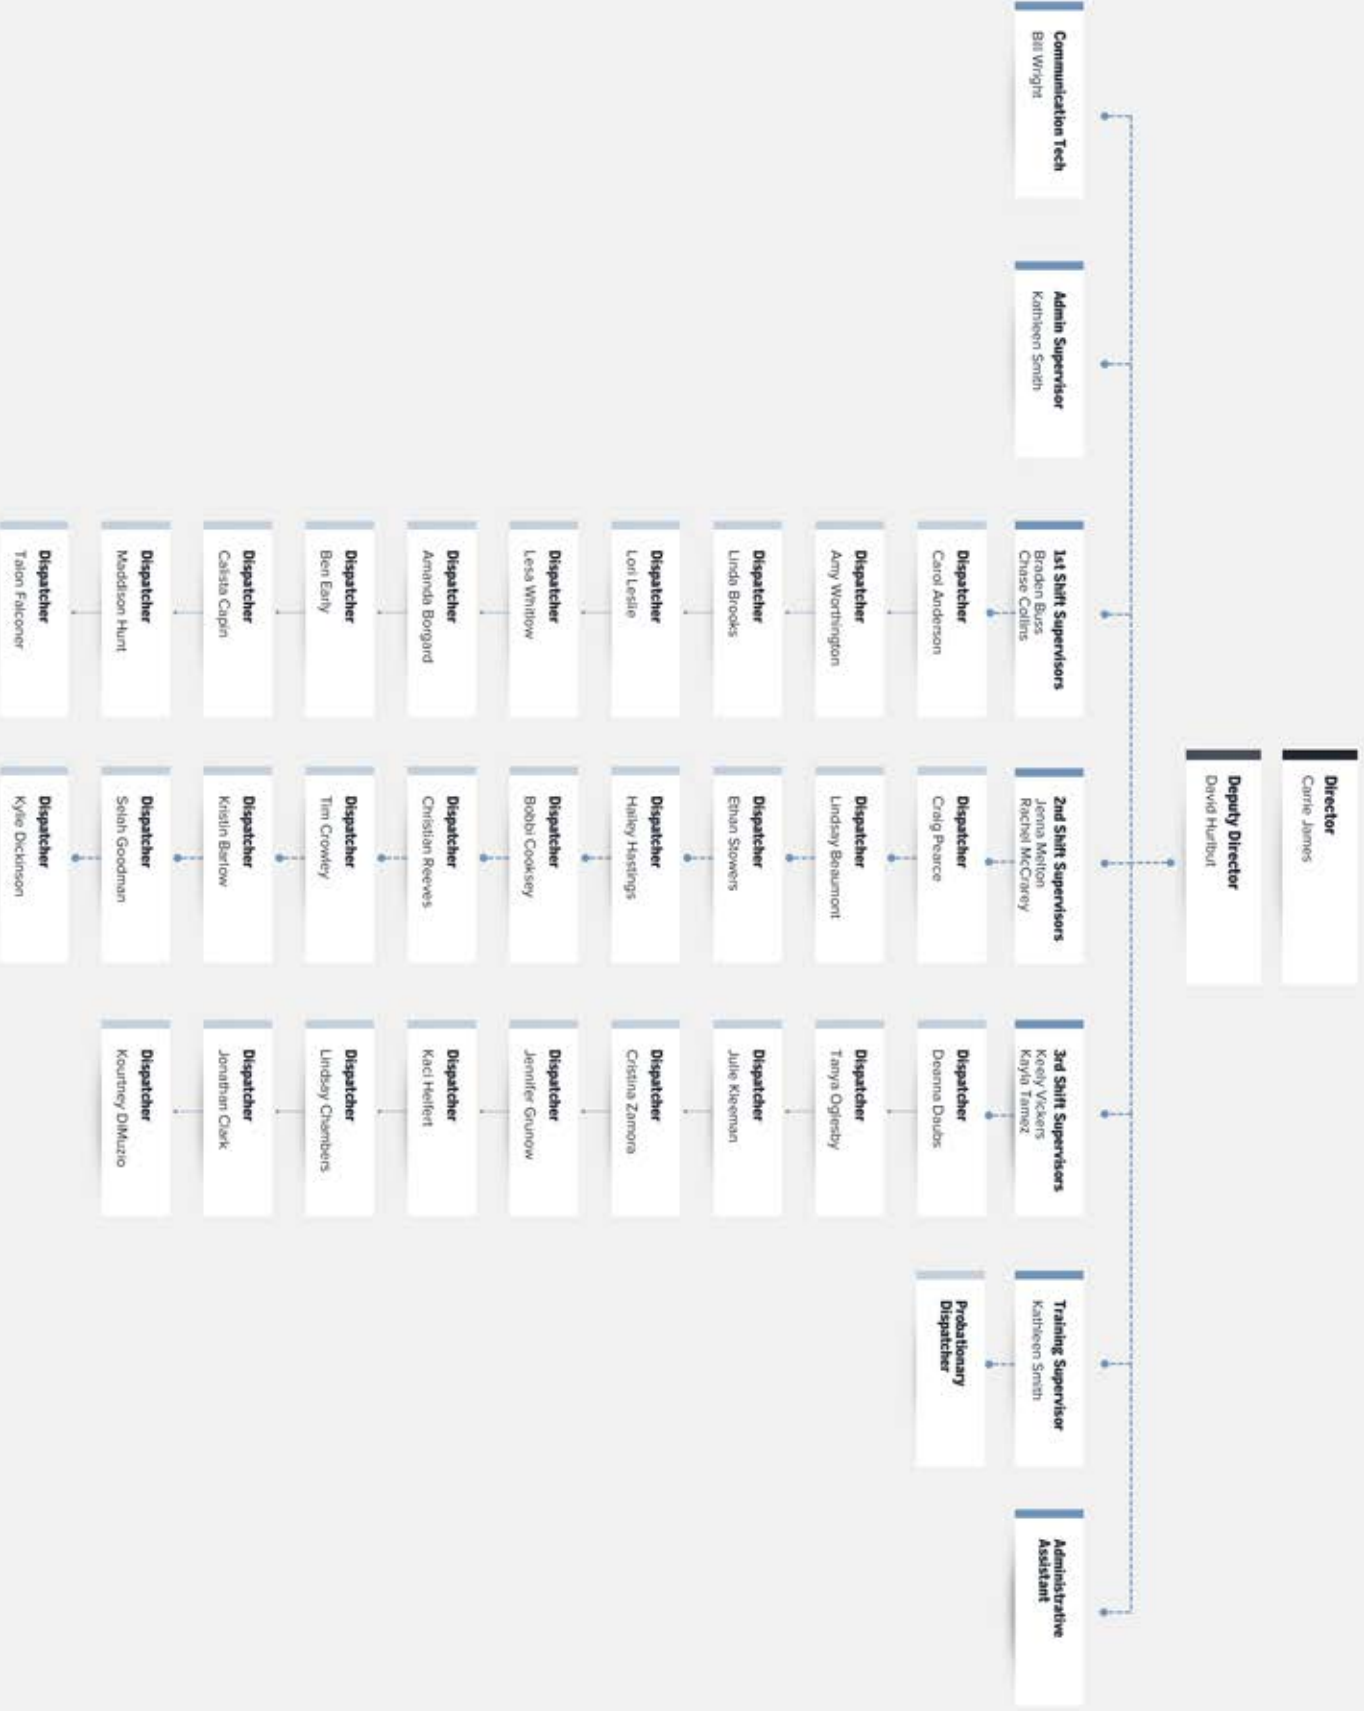 Director
Carrie James
Deputy Director
David Hurlbut
Communication Tech
Bill Wright
Admin Supervisor
Kathleen Smith
1st Shift Supervisors
Braden Buss
Chase Collins
Dispatcher
Carol Anderson
Dispatcher
Amy Worthington
Dispatcher
Linda Brooks
Dispatcher
Lori Leslie
Dispatcher
Lesa Whitlow
Dispatcher
Amanda Borgard
Dispatcher
Ben Early
Dispatcher
Calista Capin
Dispatcher
Maddison Hunt
Dispatcher
Talon Falconer
2nd Shift Supervisors
Jenna Melton
Rachel McCrarey
Dispatcher
Craig Pearce
Dispatcher
Lindsay Beaumont
Dispatcher
Ethan Stowers
Dispatcher
Hailey Hastings
Dispatcher
Bobbi Cooksey
Dispatcher
Christian Reeves
Dispatcher
Tim Crowley
Dispatcher
Kristin Barlow
Dispatcher
Selah Goodman
Dispatcher
Kylie Dickinson
3rd Shift Supervisors
Keely Vickers
Kayla Tamez
Dispatcher
Deanna Daubs
Dispatcher
Tanya Oglesby
Dispatcher
Julie Kleeman
Dispatcher
Cristina Zamora
Dispatcher
Jennifer Grunow
Dispatcher
Kaci Helfert
Dispatcher
Lindsay Chambers
Dispatcher
Jonathan Clark
Dispatcher
Kourtney DiMuzio
Training Supervisor
Kathleen Smith
Probationary
Dispatcher
Administrative
Assistant